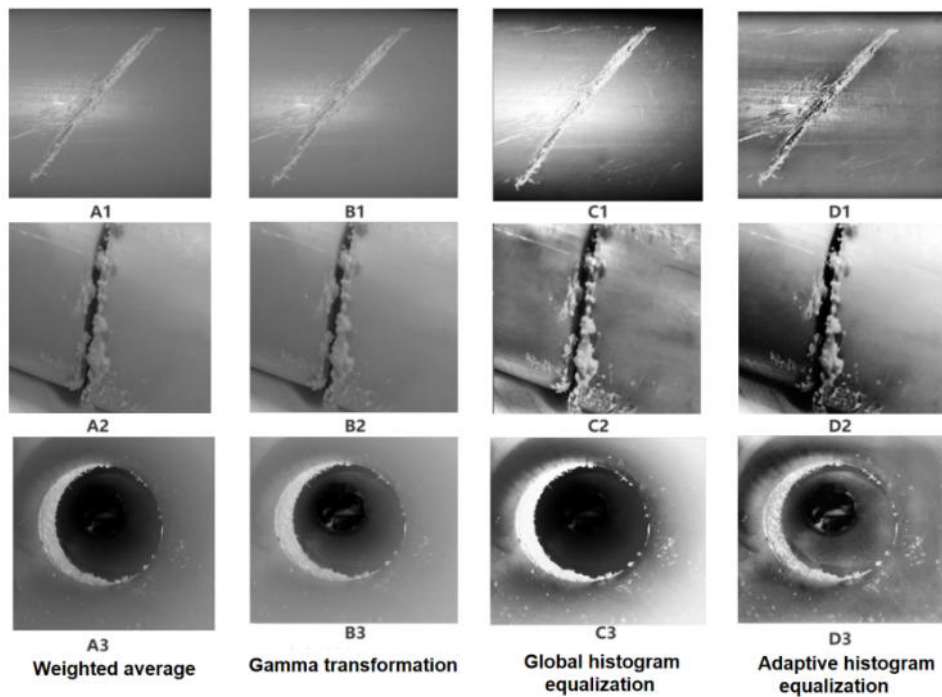 A1 B1 C1 D1
A2 B2 C2 D2
A3 B3 C3 D3
Weighted average Gamma transformation Global histogram Adaptive histogram
equalization equalization